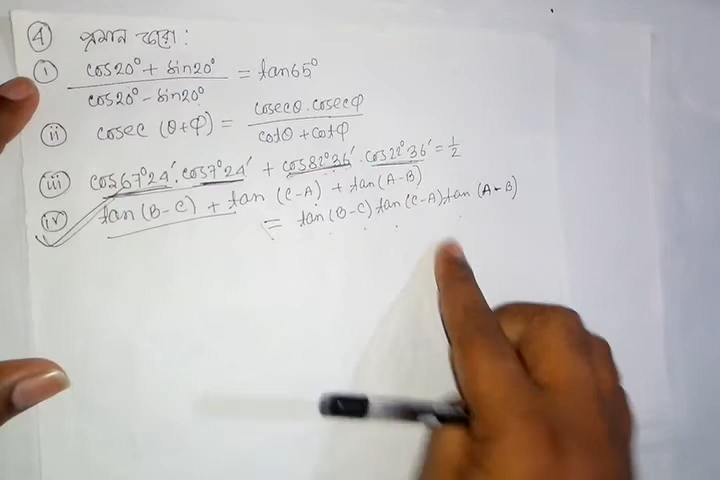 4 প্রমান করো :
i cos20° + sin20° / cos20° - sin20° = tan65°
ii cosec (θ+φ) = cosecθ . cosecφ / cotθ + cotφ
iii cos67°24′. cos7°24′ + cos82°36′ . cos22°36′ = 1/2
iv tan(B-C) + tan (C-A) + tan(A-B)
= tan(B-C) tan(C-A) tan (A-B)